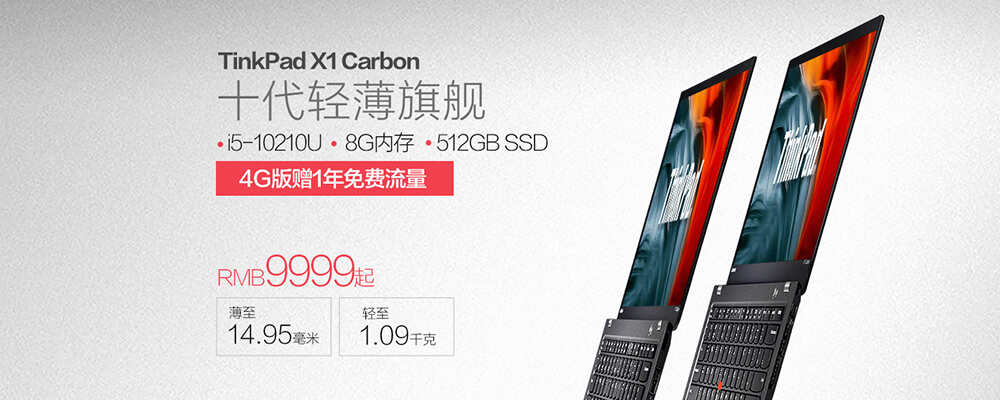 TinkPad X1 Carbon
十代轻薄旗舰
• i5-10210U • 8G内存 • 512GB SSD
4G版赠1年免费流量
RMB9999起
薄至
14.95毫米
轻至
1.09千克
ThinkPad
ThinkPad